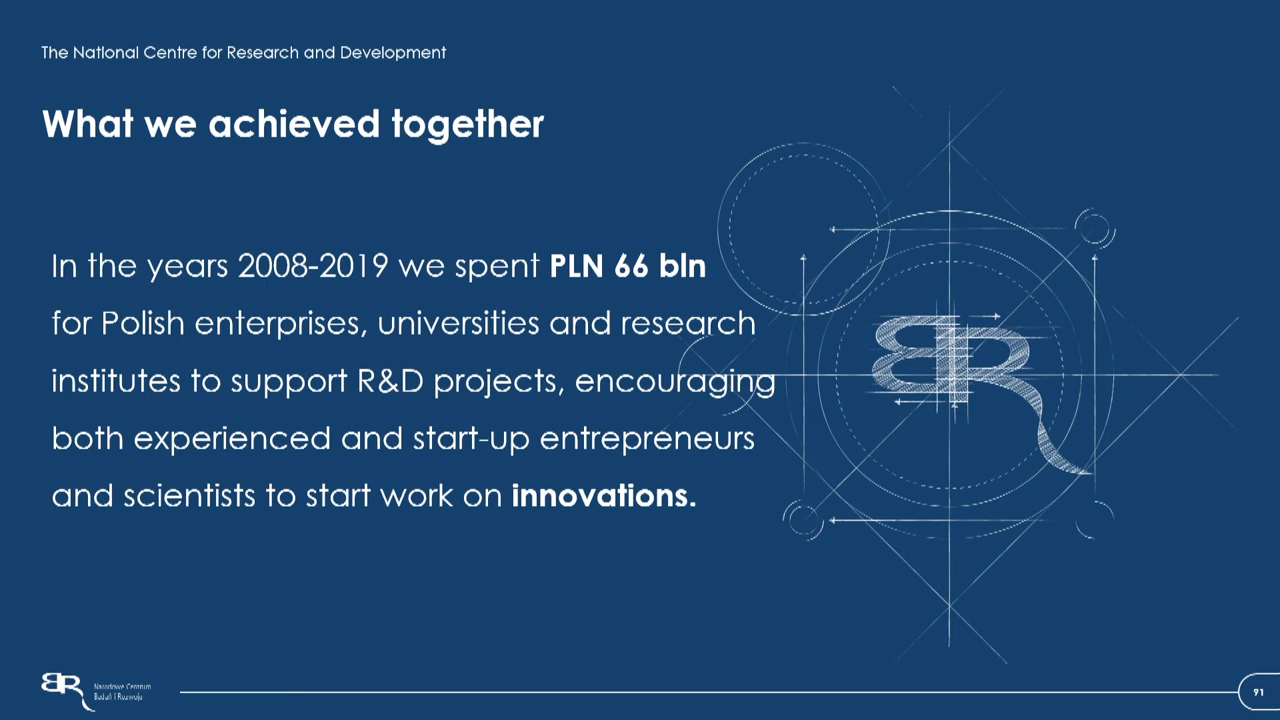 The National Centre for Research and Development
What we achieved together
In the years 2008-2019 we spent PLN 66 bln
for Polish enterprises, universities and research
institutes to support R&D projects, encouraging
both experienced and start-up entrepreneurs
and scientists to start work on innovations.
BR
BR
Narodowe Centrum
Badań i Rozwoju
91